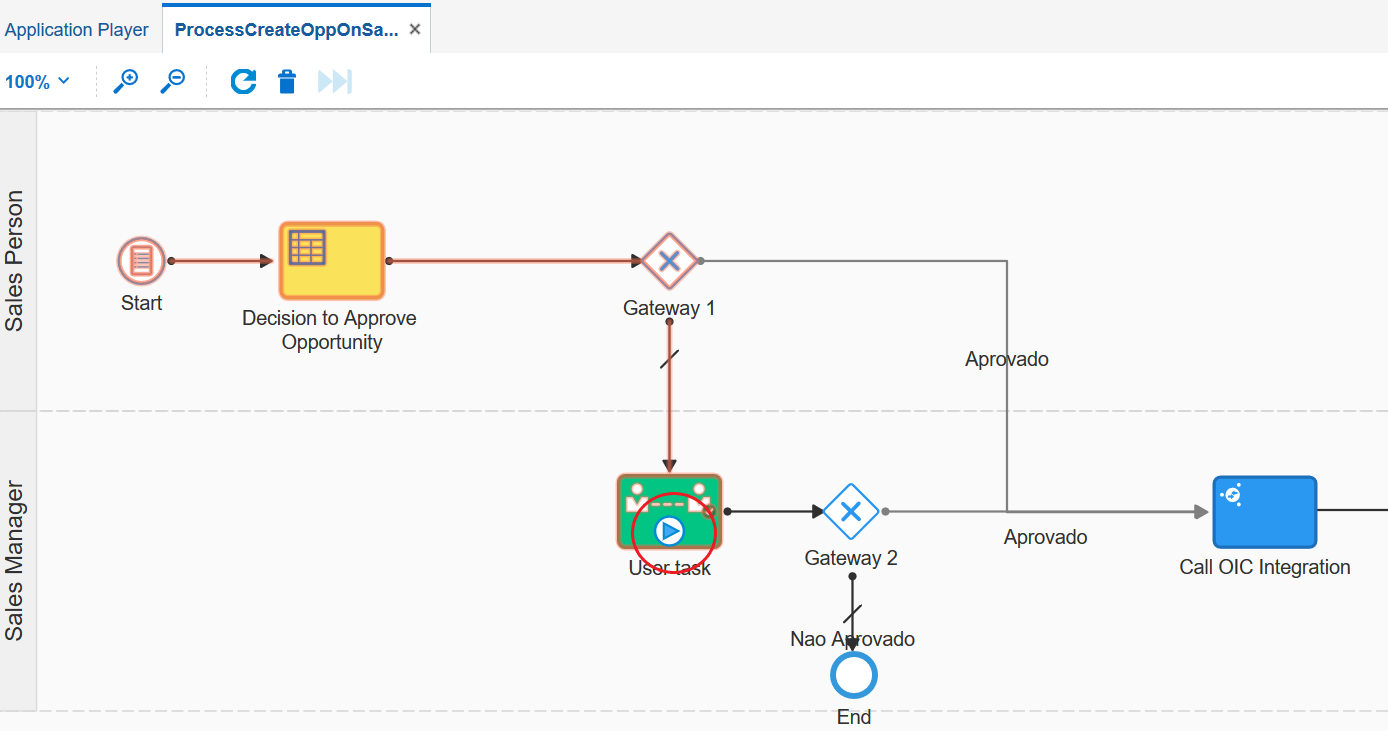 Application Player
ProcessCreateOppOnSa...
100%
Sales Person
Start
Decision to Approve
Opportunity
Gateway 1
Aprovado
Sales Manager
User task
Gateway 2
Aprovado
Call OIC Integration
Nao Aprovado
End